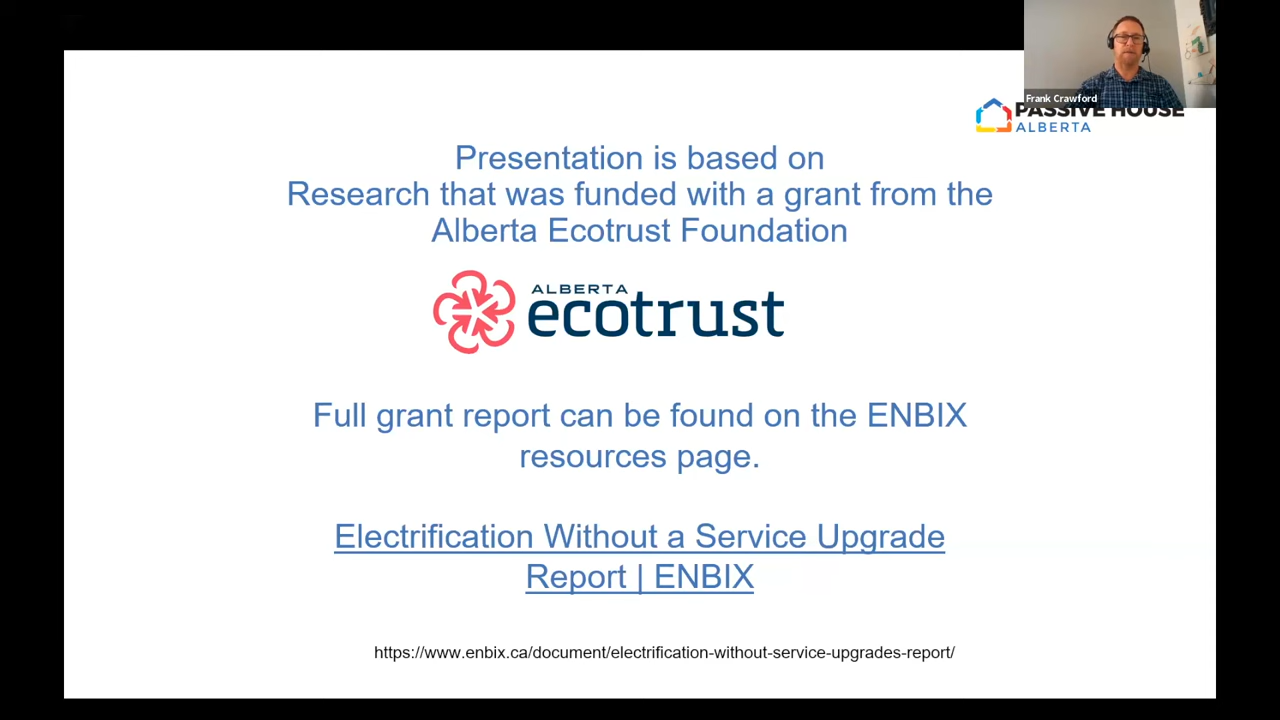 Frank Crawford
PASSIVE HOUSE
ALBERTA
Presentation is based on
Research that was funded with a grant from the
Alberta Ecotrust Foundation
ALBERTA
ecotrust
Full grant report can be found on the ENBIX
resources page.
Electrification Without a Service Upgrade
Report | ENBIX
https://www.enbix.ca/document/electrification-without-service-upgrades-report/